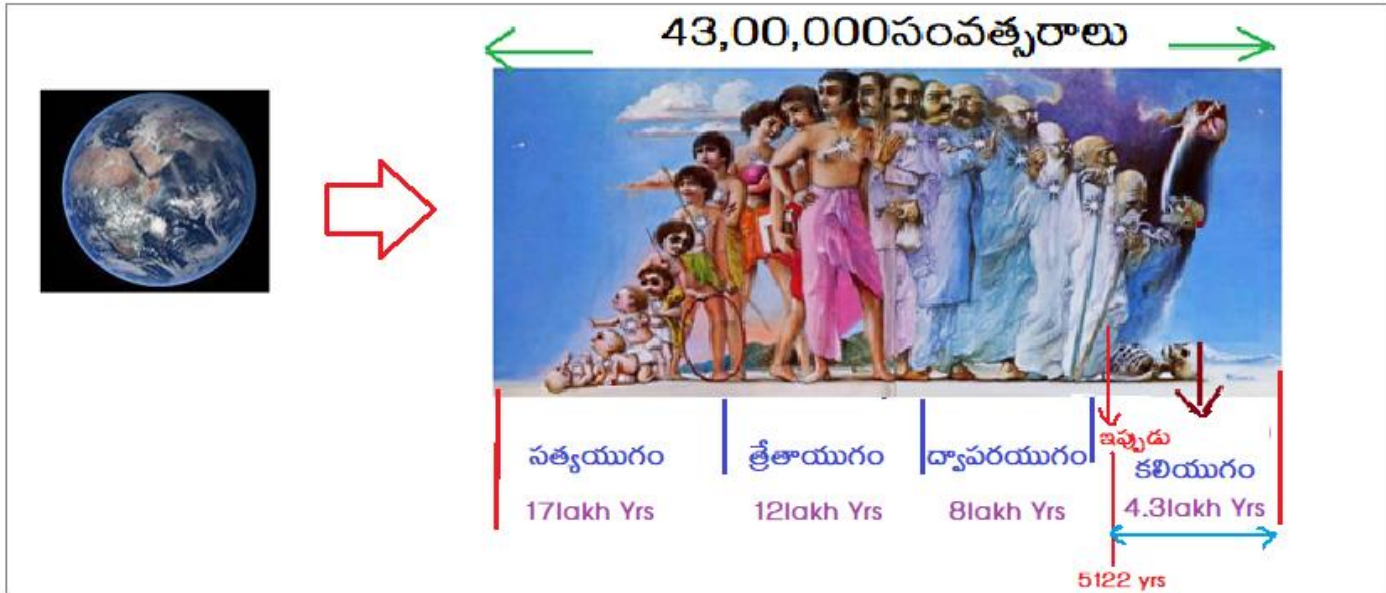 43,00,000సంవత్సరాలు
ఇప్పుడు
సత్యయుగం త్రేతాయుగం ద్వాపరయుగం కలియుగం
17lakh Yrs 12lakh Yrs 8lakh Yrs 4.3lakh Yrs
5122 yrs